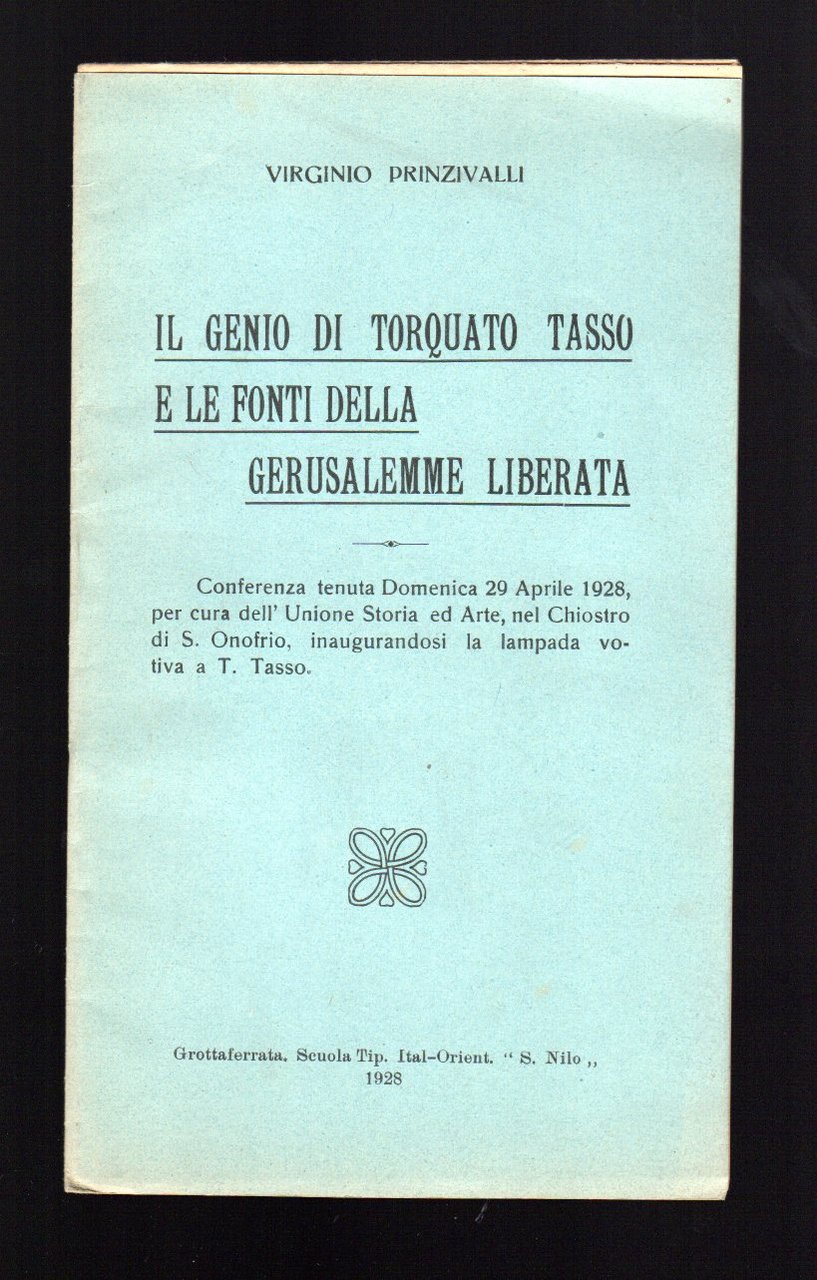 VIRGINIO PRINZIVALLI
IL GENIO DI TORQUATO TASSO
E LE FONTI DELLA
GERUSALEMME LIBERATA
Conferenza tenuta Domenica 29 Aprile 1928,
per cura dell' Unione Storia ed Arte, nel Chiostro
di S. Onofrio, inaugurandosi la lampada vo-
tiva a T. Tasso.
Grottaferrata. Scuola Tip. Ital-Orient. “ S. Nilo „
1928